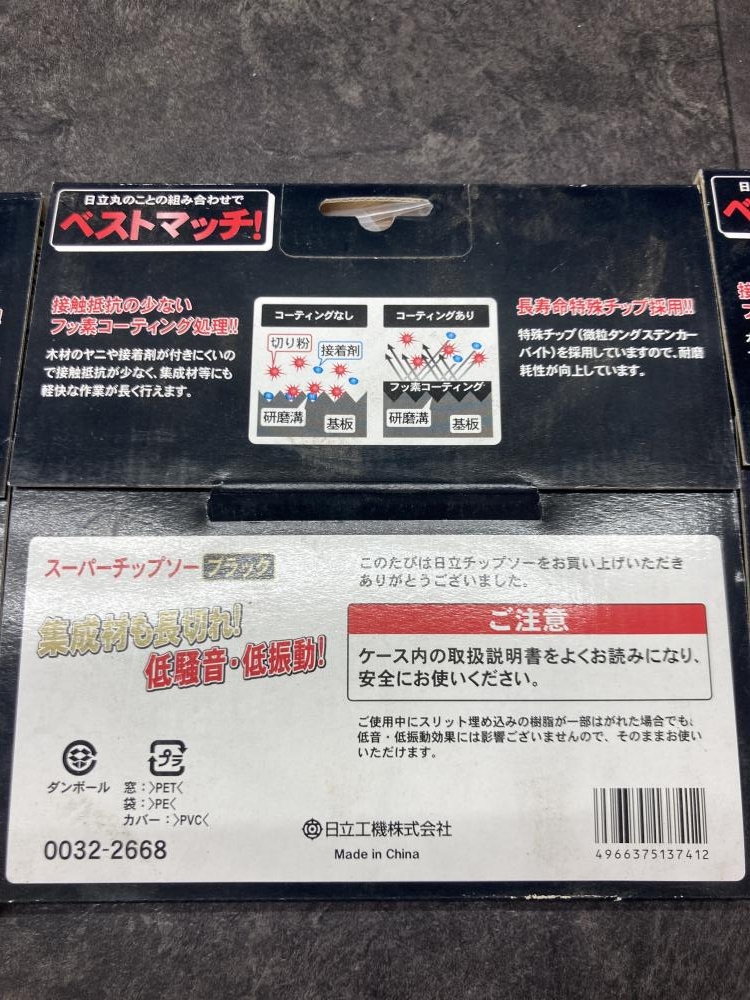 日立丸のことの組み合わせで
ベストマッチ!
接触抵抗の少ない
フッ素コーティング処理!!
木材のヤニや接着剤が付きにくいの
で接触抵抗が少なく、集成材等にも
軽快な作業が長く行えます。
コーティングなし
切り粉
接着剤
研磨溝
基板
コーティングあり
フッ素コーティング
研磨溝
基板
長寿命特殊チップ採用!!
特殊チップ(微粒タングステンカー
バイト)を採用していますので、耐磨
耗性が向上しています。
スーパーチップソー ブラック
集成材も長切れ!
低騒音・低振動!
このたびは日立チップソーをお買い上げいただき
ありがとうございました。
ご注意
ケース内の取扱説明書をよくお読みになり、
安全にお使いください。
ご使用中にスリット埋め込みの樹脂が一部はがれた場合でも、
低音・低振動効果には影響ございませんので、そのままお使い
いただけます。
プラ
ダンボール
窓:>PET<
袋:>PE<
カバー:>PVC<
0032-2668
日立工機株式会社
Made in China
4966375137412